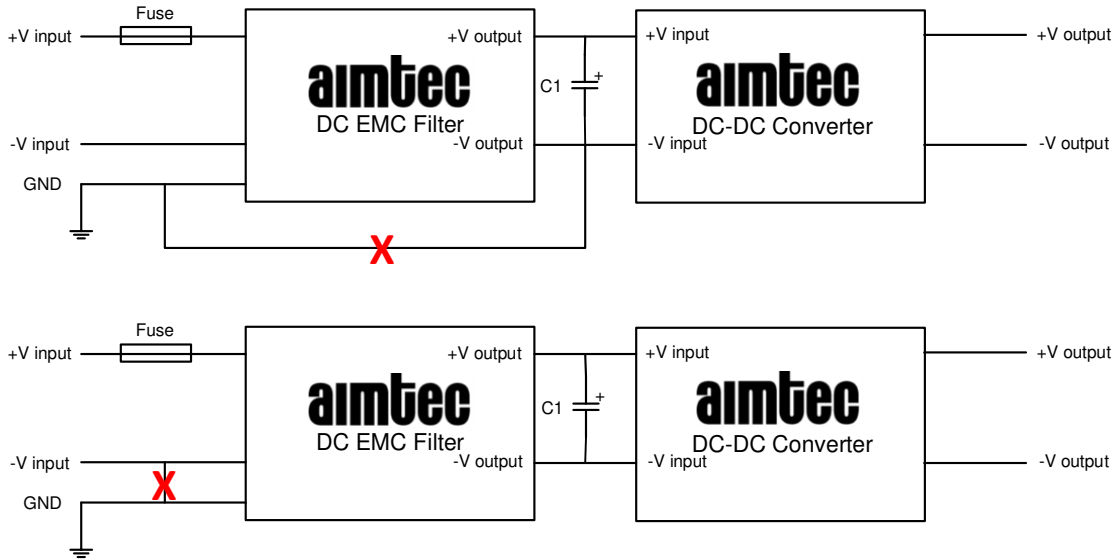 Fuse
+V input
+V output
+V input
+V output
aimtec
aimtec
C1
+
DC EMC Filter
DC-DC Converter
-V input
-V output
-V input
-V output
GND
X
Fuse
+V input
+V output
+V input
+V output
aimtec
aimtec
C1
+
DC EMC Filter
DC-DC Converter
-V input
-V output
-V input
-V output
X
GND